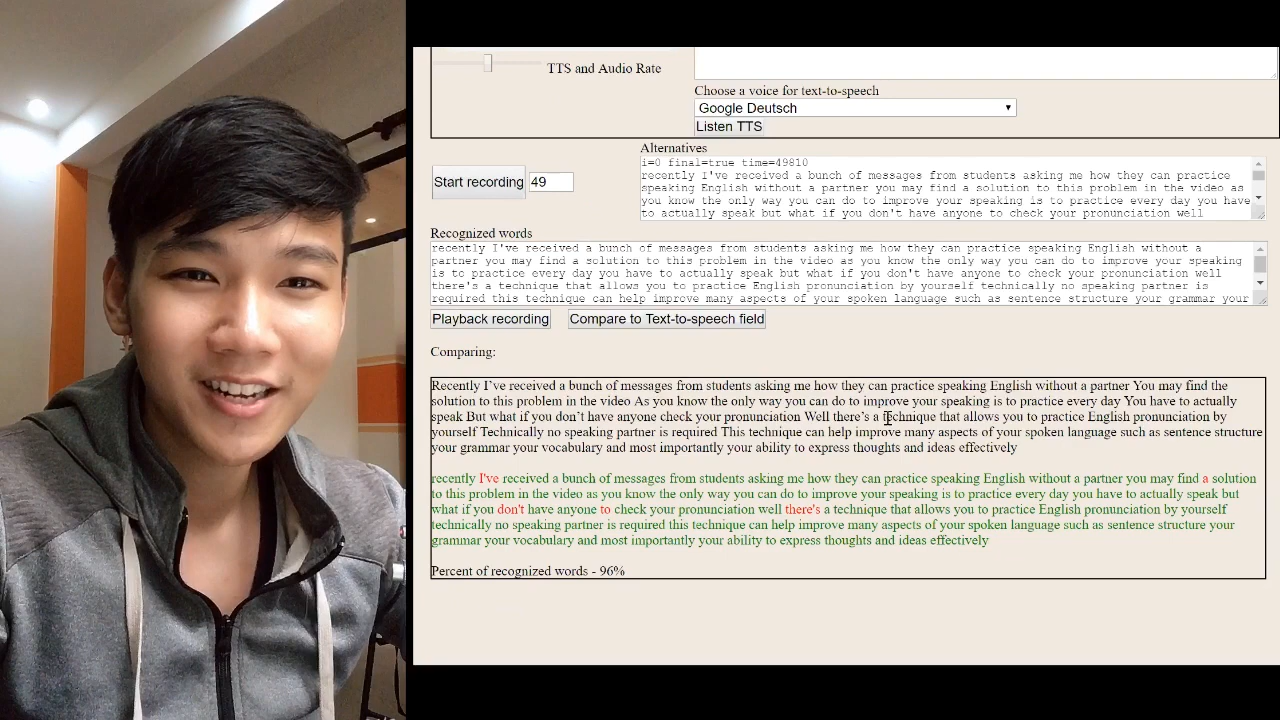 TTS and Audio Rate
Choose a voice for text-to-speech
Google Deutsch
Listen TTS
Alternatives
Start recording 49
i=0 final=true time=49810
recently I've received a bunch of messages from students asking me how they can practice
speaking English without a partner you may find a solution to this problem in the video as
you know the only way you can do to improve your speaking is to practice every day you have
to actually speak but what if you don't have anyone to check your pronunciation well
Recognized words
recently I've received a bunch of messages from students asking me how they can practice speaking English without a
partner you may find a solution to this problem in the video as you know the only way you can do to improve your speaking
is to practice every day you have to actually speak but what if you don't have anyone to check your pronunciation well
there's a technique that allows you to practice English pronunciation by yourself technically no speaking partner is
required this technique can help improve many aspects of your spoken language such as sentence structure your grammar your
Playback recording Compare to Text-to-speech field
Comparing:
Recently I’ve received a bunch of messages from students asking me how they can practice speaking English without a partner You may find the
solution to this problem in the video As you know the only way you can do to improve your speaking is to practice every day You have to actually
speak But what if you don’t have anyone check your pronunciation Well there’s a technique that allows you to practice English pronunciation by
yourself Technically no speaking partner is required This technique can help improve many aspects of your spoken language such as sentence structure
your grammar your vocabulary and most importantly your ability to express thoughts and ideas effectively
recently I've received a bunch of messages from students asking me how they can practice speaking English without a partner you may find a solution
to this problem in the video as you know the only way you can do to improve your speaking is to practice every day you have to actually speak but
what if you don't have anyone to check your pronunciation well there's a technique that allows you to practice English pronunciation by yourself
technically no speaking partner is required this technique can help improve many aspects of your spoken language such as sentence structure your
grammar your vocabulary and most importantly your ability to express thoughts and ideas effectively
Percent of recognized words - 96%